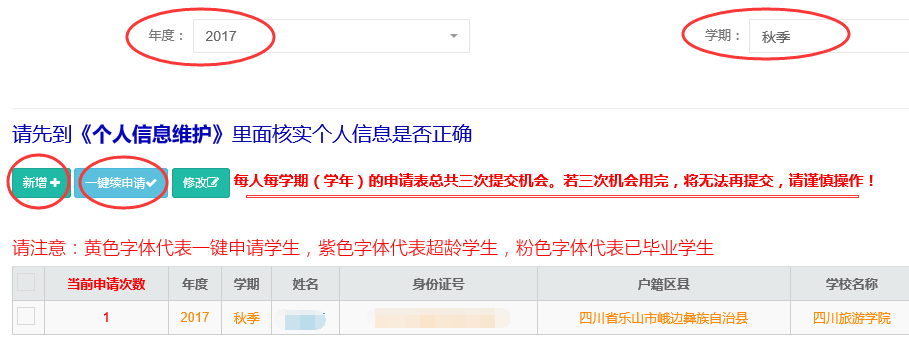 年度： 2017 学期： 秋季
请先到《个人信息维护》里面核实个人信息是否正确
新增 一键续申请 修改 每人每学期（学年）的申请表总共三次提交机会。若三次机会用完，将无法再提交，请谨慎操作！
请注意：黄色字体代表一键申请学生，紫色字体代表超龄学生，粉色字体代表已毕业学生
当前申请次数 年度 学期 姓名 身份证号 户籍区县 学校名称
1 2017 秋季 四川省乐山市峨边彝族自治县 四川旅游学院